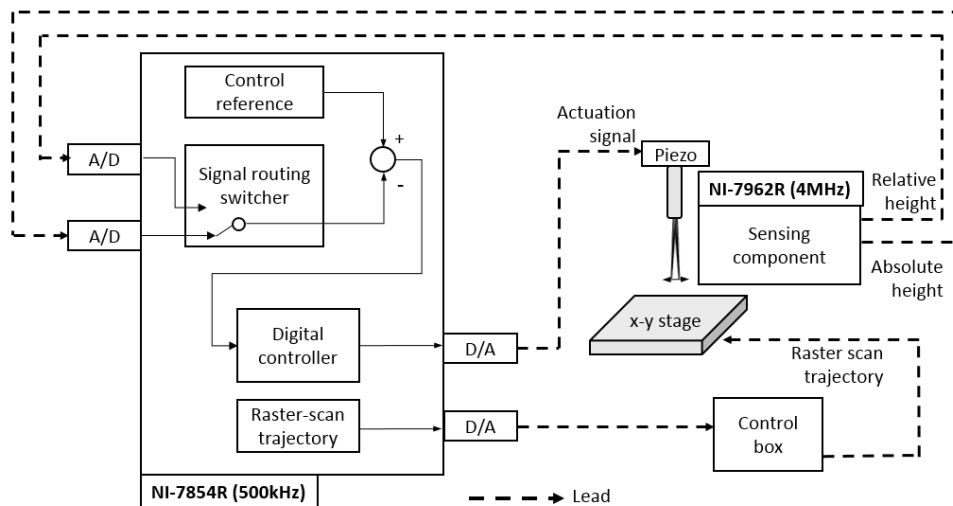 Control
reference
A/D
Signal routing
switcher
A/D
+
-
Digital
controller
D/A
Raster-scan
trajectory
D/A
NI-7854R (500kHz)
Actuation
signal
Piezo
NI-7962R (4MHz)
Sensing
component
Relative
height
Absolute
height
x-y stage
Raster scan
trajectory
Control
box
Lead